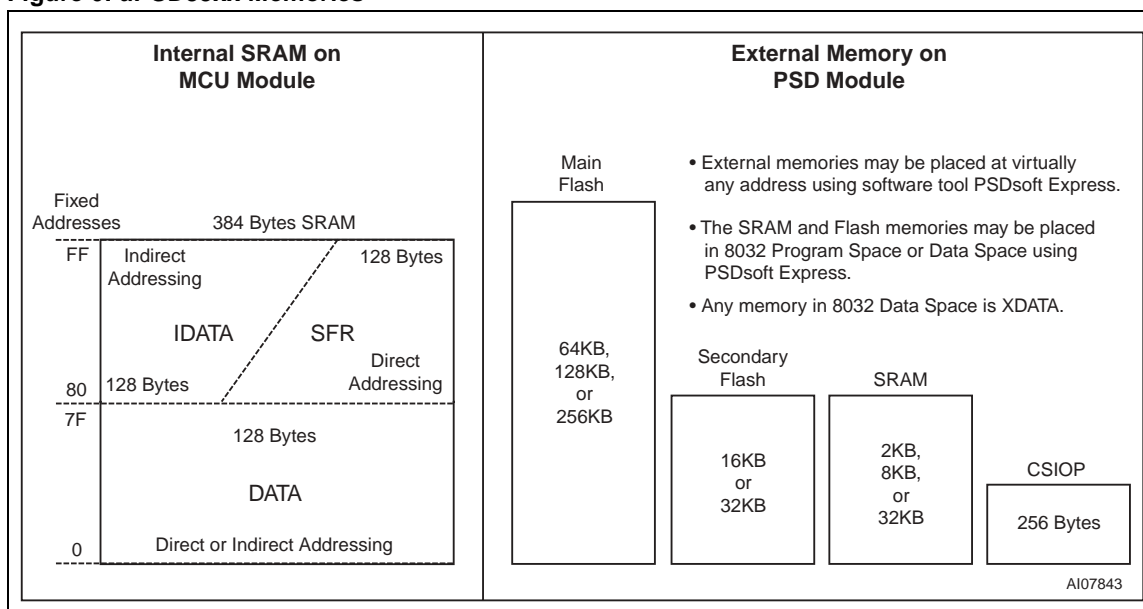 Internal SRAM on
MCU Module
Fixed
Addresses
384 Bytes SRAM
FF
Indirect
Addressing
128 Bytes
IDATA
SFR
Direct
Addressing
128 Bytes
80
7F
128 Bytes
DATA
0
Direct or Indirect Addressing
External Memory on
PSD Module
Main
Flash
64KB,
128KB,
or
256KB
• External memories may be placed at virtually
any address using software tool PSDsoft Express.
• The SRAM and Flash memories may be placed
in 8032 Program Space or Data Space using
PSDsoft Express.
• Any memory in 8032 Data Space is XDATA.
Secondary
Flash
16KB
or
32KB
SRAM
2KB,
8KB,
or
32KB
CSIOP
256 Bytes
AI07843